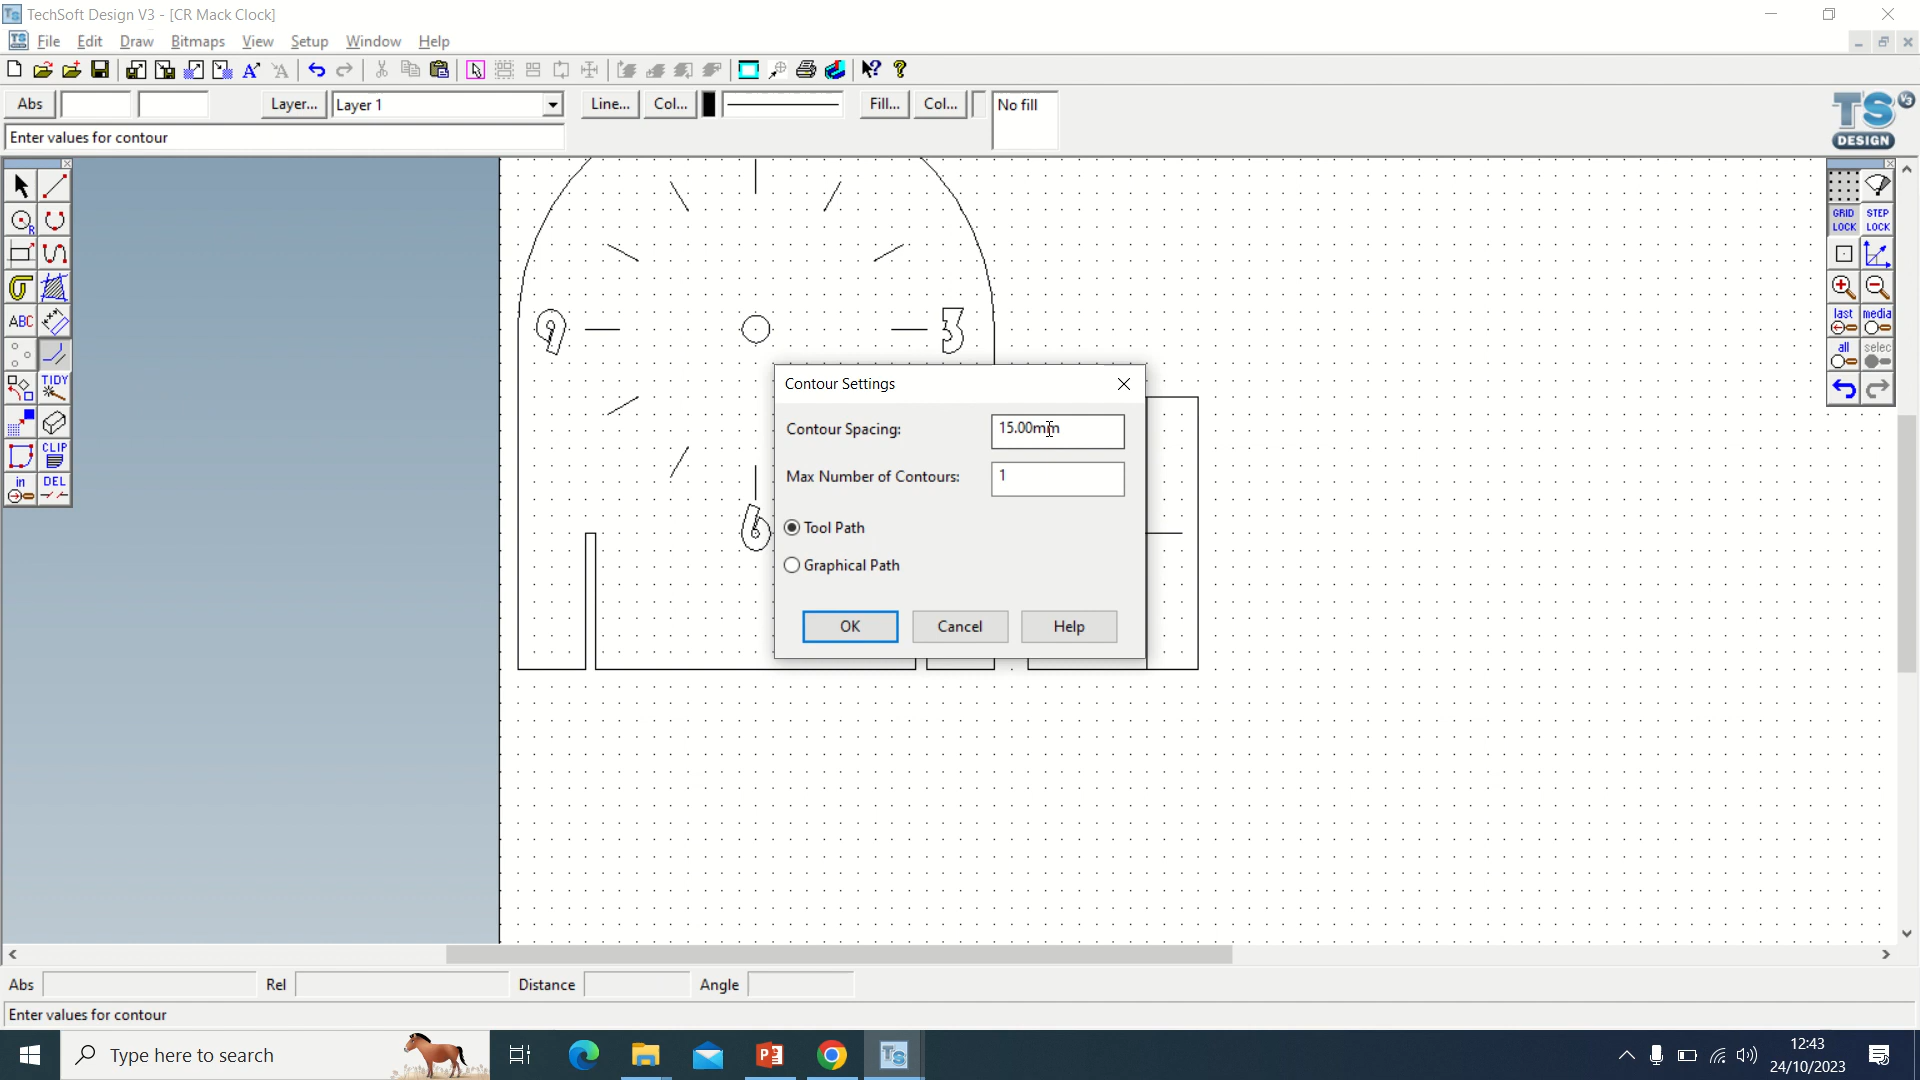 TS TechSoft Design V3 - [CR Mack Clock]
File Edit Draw Bitmaps View Setup Window Help
Abs Layer... Layer 1 Line... Col... Fill... Col... No fill
Enter values for contour
TS V3
DESIGN
GRID LOCK STEP LOCK
ABC
last media
all selec
TIDY
CLIP
in DEL
9 3
6
Contour Settings
Contour Spacing: 15.00mm
Max Number of Contours: 1
Tool Path
Graphical Path
OK Cancel Help
Abs Rel Distance Angle
Enter values for contour
Type here to search
12:43
24/10/2023